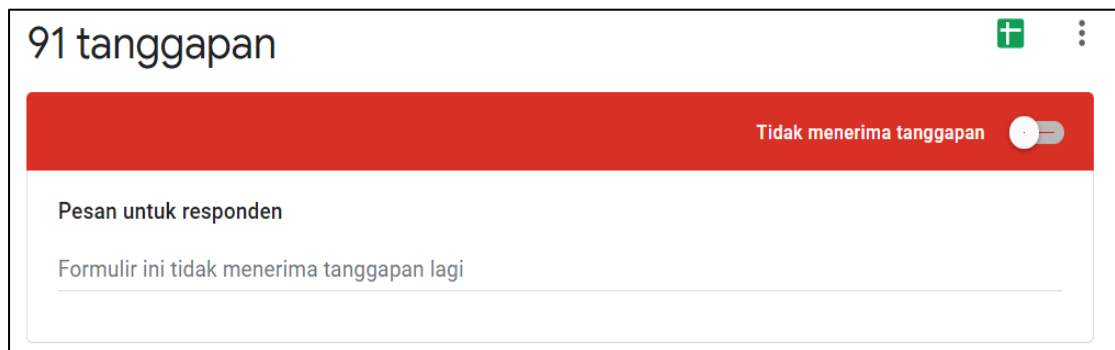 91 tanggapan
Tidak menerima tanggapan
Pesan untuk responden
Formulir ini tidak menerima tanggapan lagi